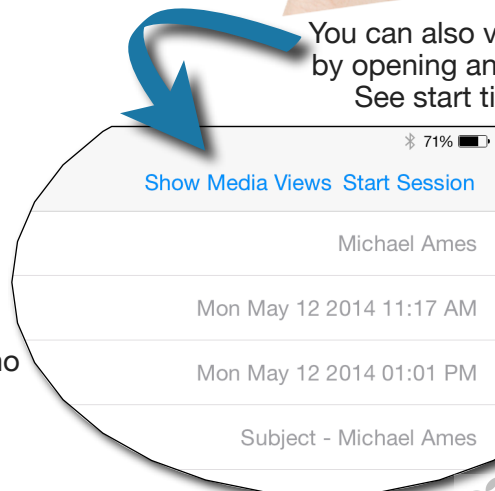 You can also v
by opening an
See start ti
71%
Show Media Views Start Session
Michael Ames
Mon May 12 2014 11:17 AM
Mon May 12 2014 01:01 PM
no
Subject - Michael Ames